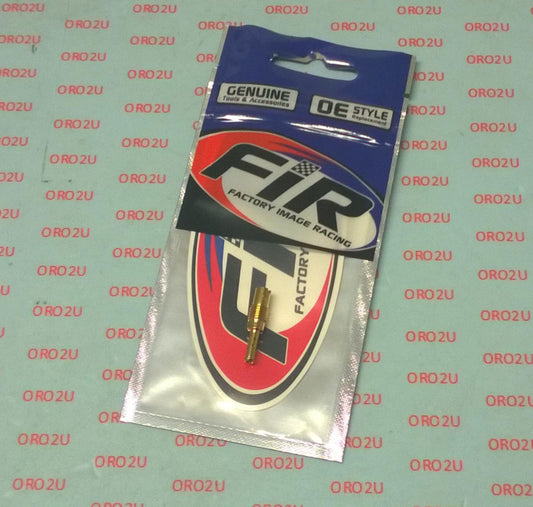 GENUINE
Tools & Accessories
OE STYLE
Replacement
FIR
FACTORY IMAGE RACING
FACTORY
ORO2U